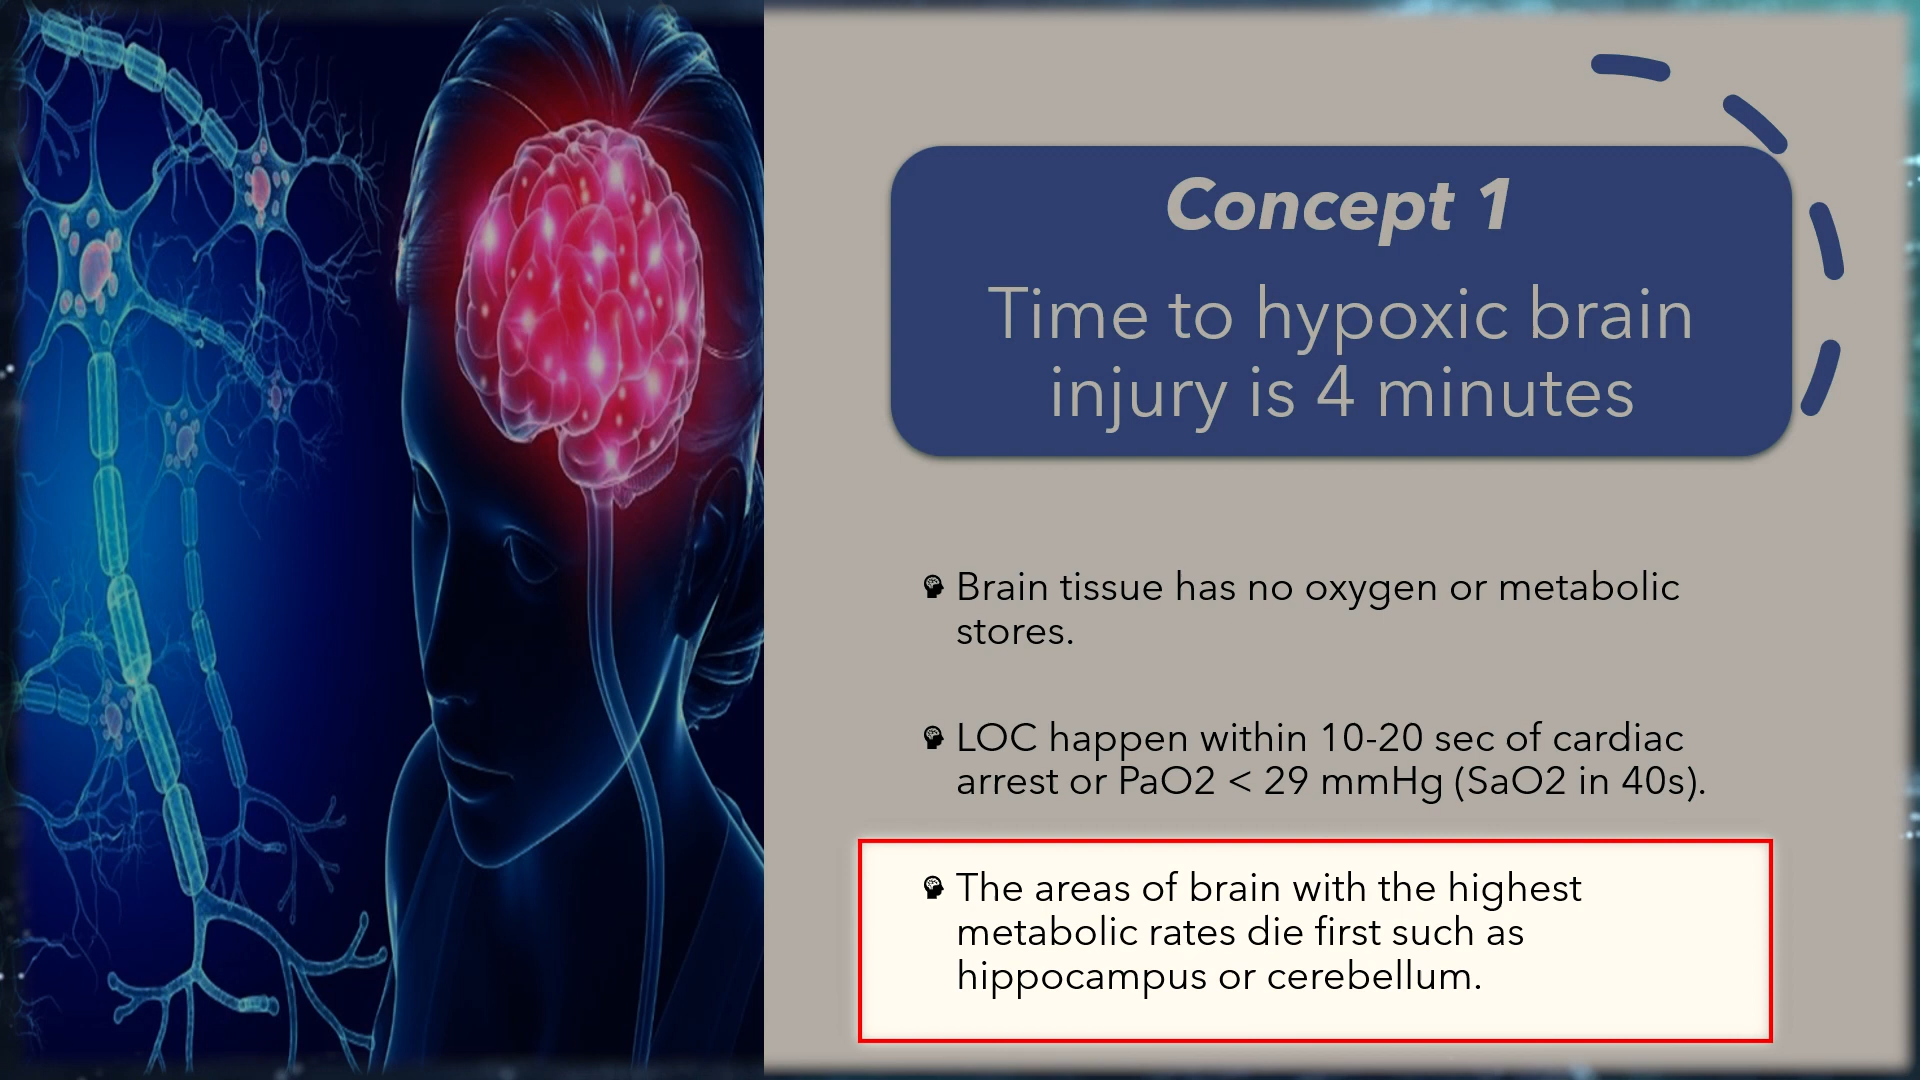 Concept 1
Time to hypoxic brain
injury is 4 minutes
Brain tissue has no oxygen or metabolic
stores.
LOC happen within 10-20 sec of cardiac
arrest or PaO2 < 29 mmHg (SaO2 in 40s).
The areas of brain with the highest
metabolic rates die first such as
hippocampus or cerebellum.